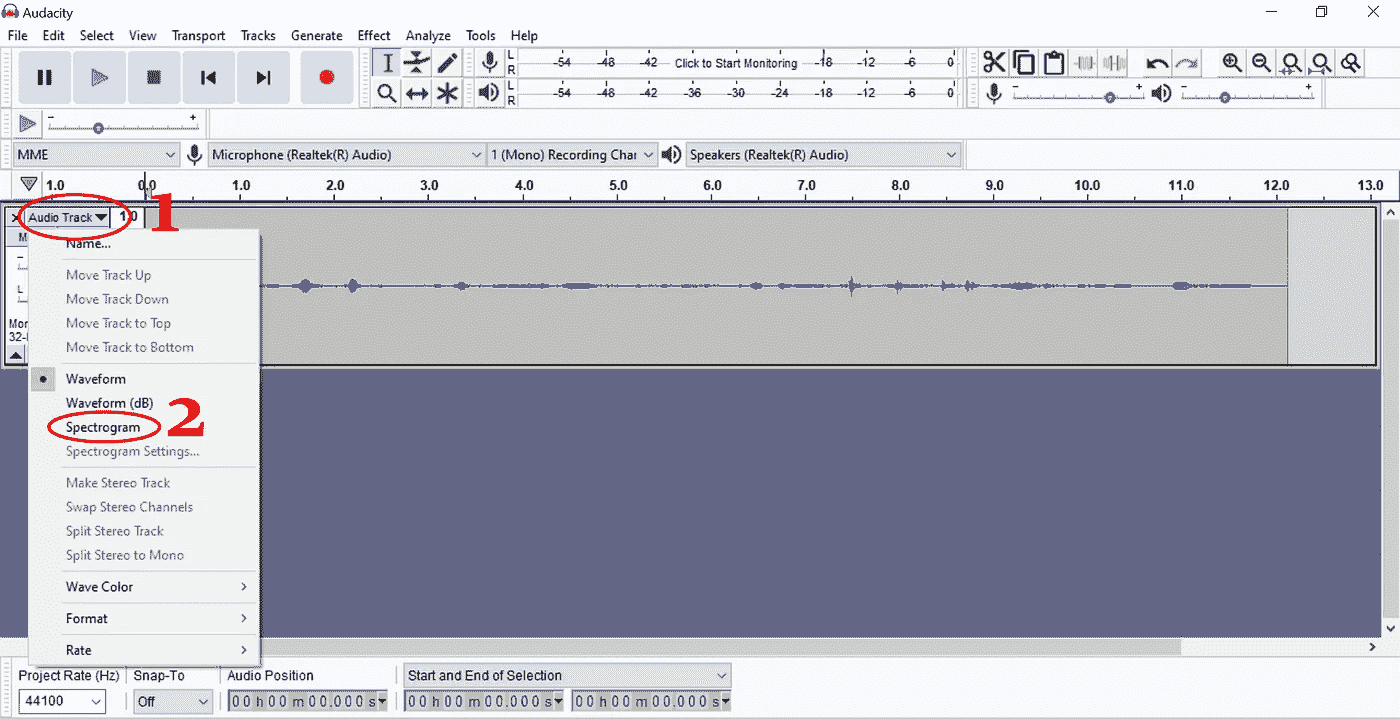 Audacity
File Edit Select View Transport Tracks Generate Effect Analyze Tools Help
L
R
-54 -48 -42 Click to Start Monitoring -18 -12 -6 0
L
R
-54 -48 -42 -36 -30 -24 -18 -12 -6 0
- +
- +
- +
MME Microphone (Realtek(R) Audio) 1 (Mono) Recording Char Speakers (Realtek(R) Audio)
1.0 0.0 1.0 2.0 3.0 4.0 5.0 6.0 7.0 8.0 9.0 10.0 11.0 12.0 13.0
× Audio Track 1.0 1
M
Name...
-
L
Mor
32-
Move Track Up
Move Track Down
Move Track to Top
Move Track to Bottom
Waveform
Waveform (dB)
Spectrogram 2
Spectrogram Settings...
Make Stereo Track
Swap Stereo Channels
Split Stereo Track
Split Stereo to Mono
Wave Color
Format
Rate
Project Rate (Hz) Snap-To Audio Position Start and End of Selection
44100 Off 00 h 00 m 00.000 s 00 h 00 m 00.000 s 00 h 00 m 00.000 s